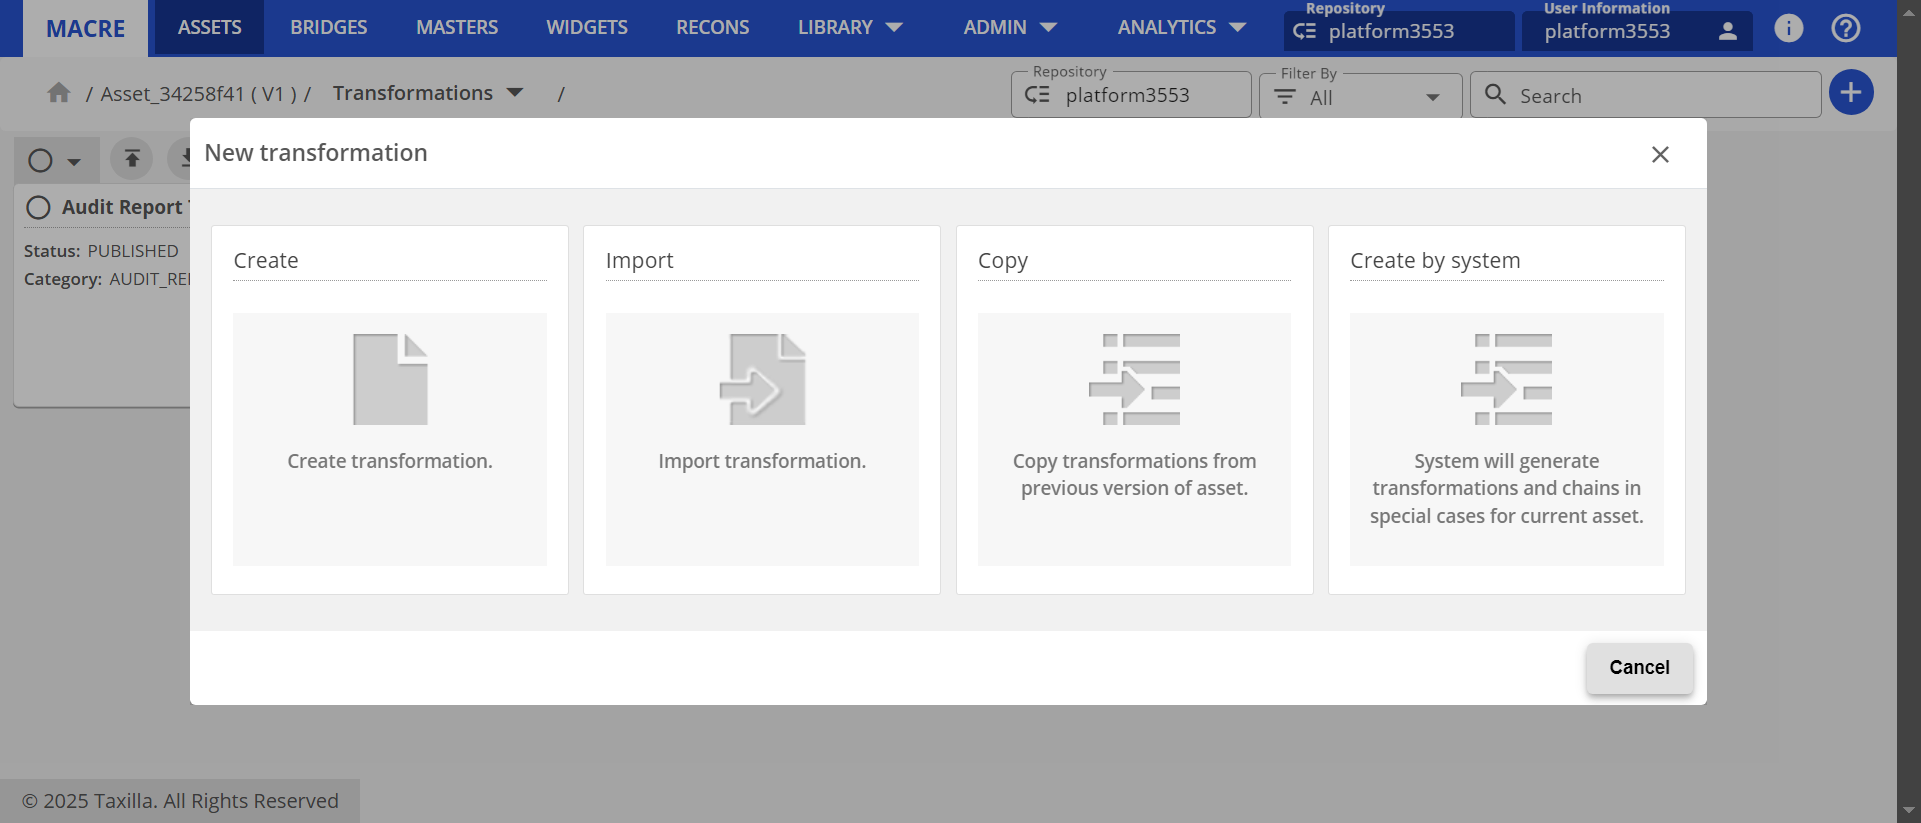 MACRE
ASSETS
BRIDGES
MASTERS
WIDGETS
RECONS
LIBRARY
ADMIN
ANALYTICS
Repository
platform3553
User Information
platform3553
/ Asset_34258f41 ( V1 ) /
Transformations
/
Repository
platform3553
Filter By
All
Search
New transformation
Audit Report
Status: PUBLISHED
Category: AUDIT_RE
Create
Create transformation.
Import
Import transformation.
Copy
Copy transformations from
previous version of asset.
Create by system
System will generate
transformations and chains in
special cases for current asset.
Cancel
© 2025 Taxilla. All Rights Reserved